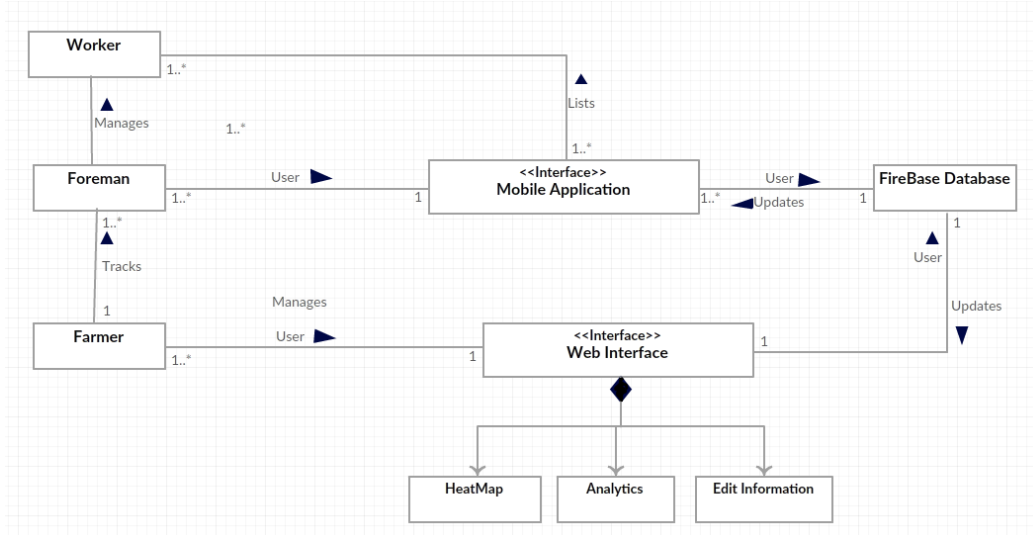 Worker
1..*
Lists
Manages
1..*
1..*
<<Interface>>
Mobile Application
Foreman
User
1..*
1
User
1..*
Updates
1
FireBase Database
1..*
1
User
Tracks
Updates
1
Manages
Farmer
User
1..*
1
<<Interface>>
Web Interface
1
HeatMap
Analytics
Edit Information